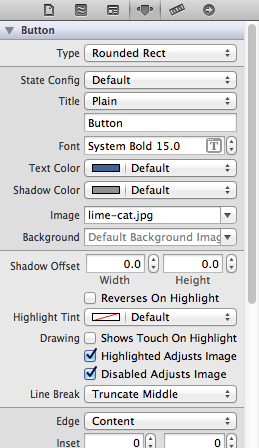 Button
Type Rounded Rect
State Config Default
Title Plain
Button
Font System Bold 15.0 T
Text Color Default
Shadow Color Default
Image lime-cat.jpg
Background Default Background Imag
Shadow Offset 0.0 0.0
Width Height
Reverses On Highlight
Highlight Tint Default
Drawing Shows Touch On Highlight
Highlighted Adjusts Image
Disabled Adjusts Image
Line Break Truncate Middle
Edge Content
Inset 0 0